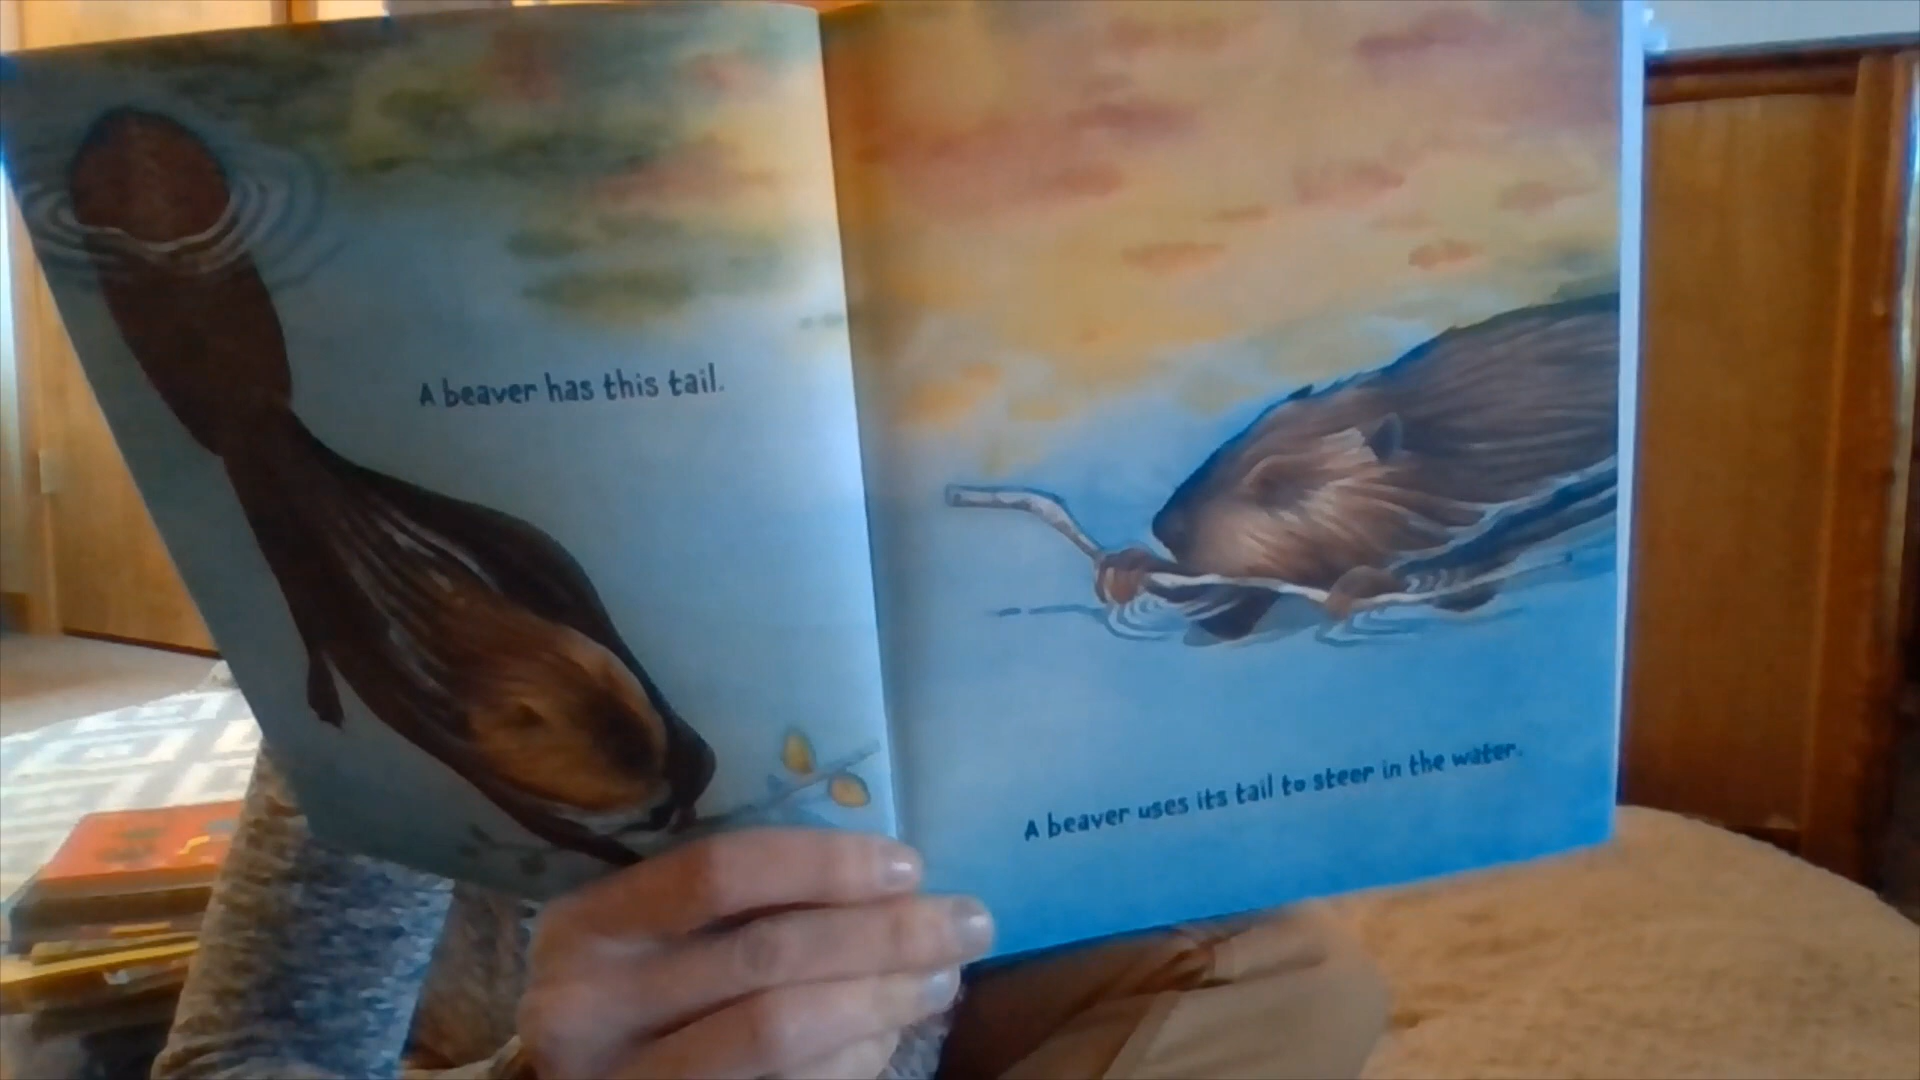 A beaver has this tail.
A beaver uses its tail to steer in the water.